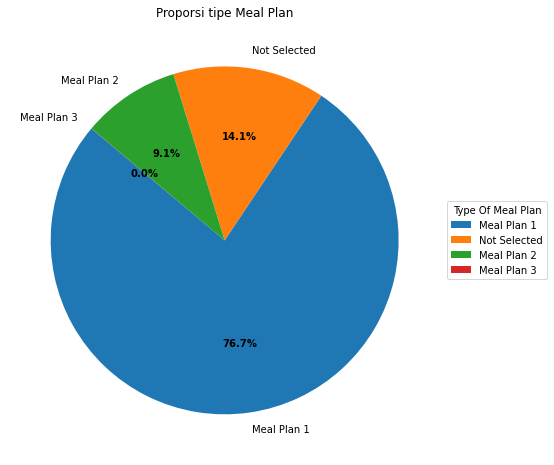 Proporsi tipe Meal Plan
Not Selected
Meal Plan 2
Meal Plan 3
14.1%
9.1%
0.0%
76.7%
Meal Plan 1
Type Of Meal Plan
Meal Plan 1
Not Selected
Meal Plan 2
Meal Plan 3